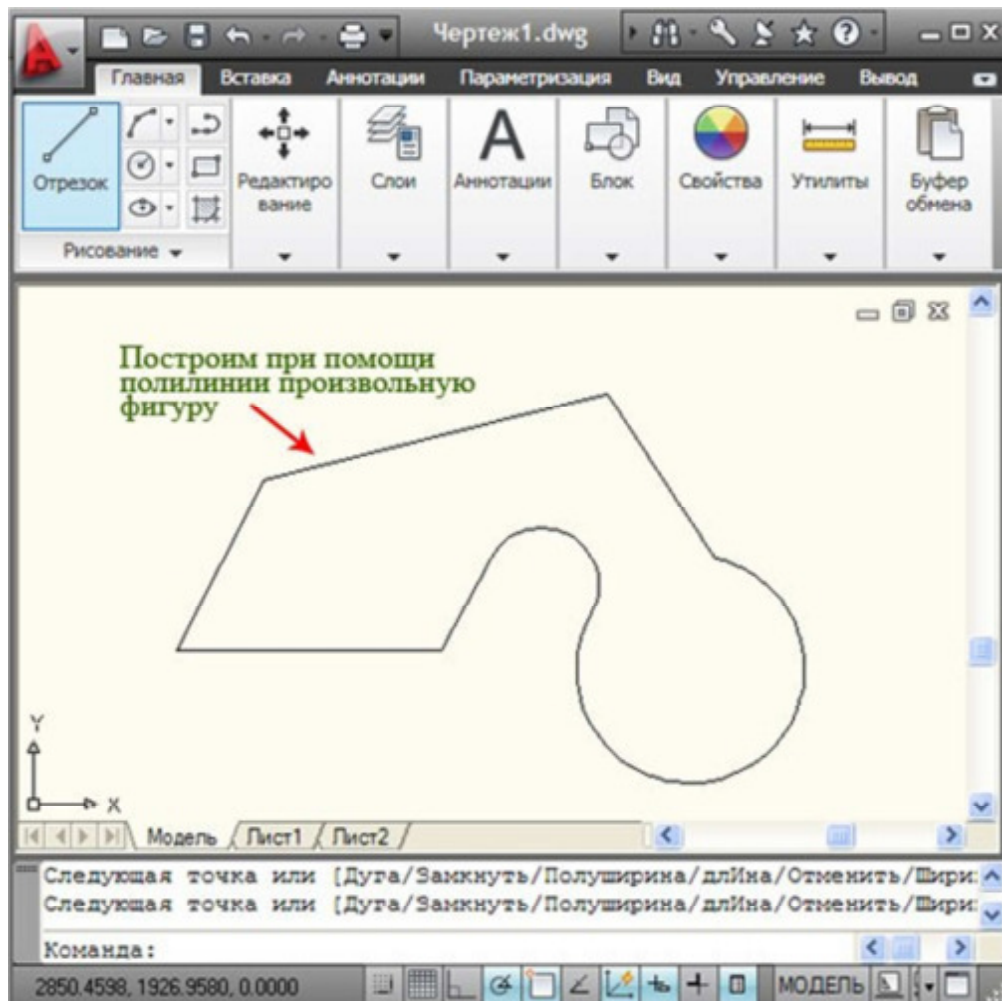 Чертеж1.dwg
Главная Вставка Аннотации Параметризация Вид Управление Вывод
Отрезок
Редактиро
вание
Слои
Аннотации
Блок
Свойства
Утилиты
Буфер
обмена
Рисование
Построим при помощи
полилинии произвольную
фигуру
Y
X
Модель Лист1 Лист2
Следующая точка или [Дуга/Замкнуть/Полуширина/длИна/Отменить/Шири
Следующая точка или [Дуга/Замкнуть/Полуширина/длИна/Отменить/Шири
Команда:
2850.4598, 1926.9580, 0.0000 МОДЕЛЬ